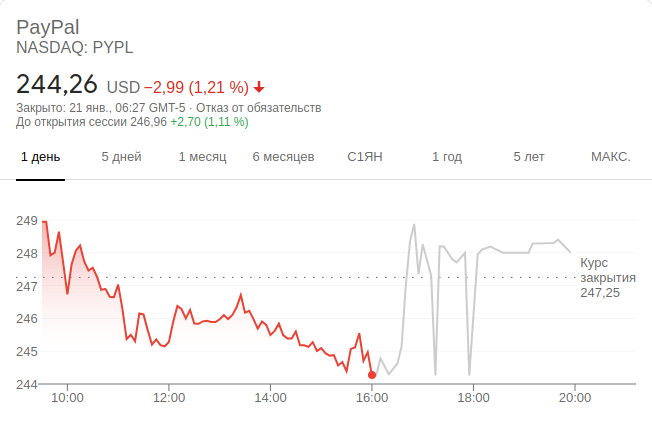 PayPal
NASDAQ: PYPL
244,26 USD −2,99 (1,21 %)
Закрыто: 21 янв., 06:27 GMT-5 · Отказ от обязательств
До открытия сессии 246,96 +2,70 (1,11 %)
1 день 5 дней 1 месяц 6 месяцев С1ЯН 1 год 5 лет МАКС.
249
248
247
246
245
244
Курс
закрытия
247,25
10:00 12:00 14:00 16:00 18:00 20:00